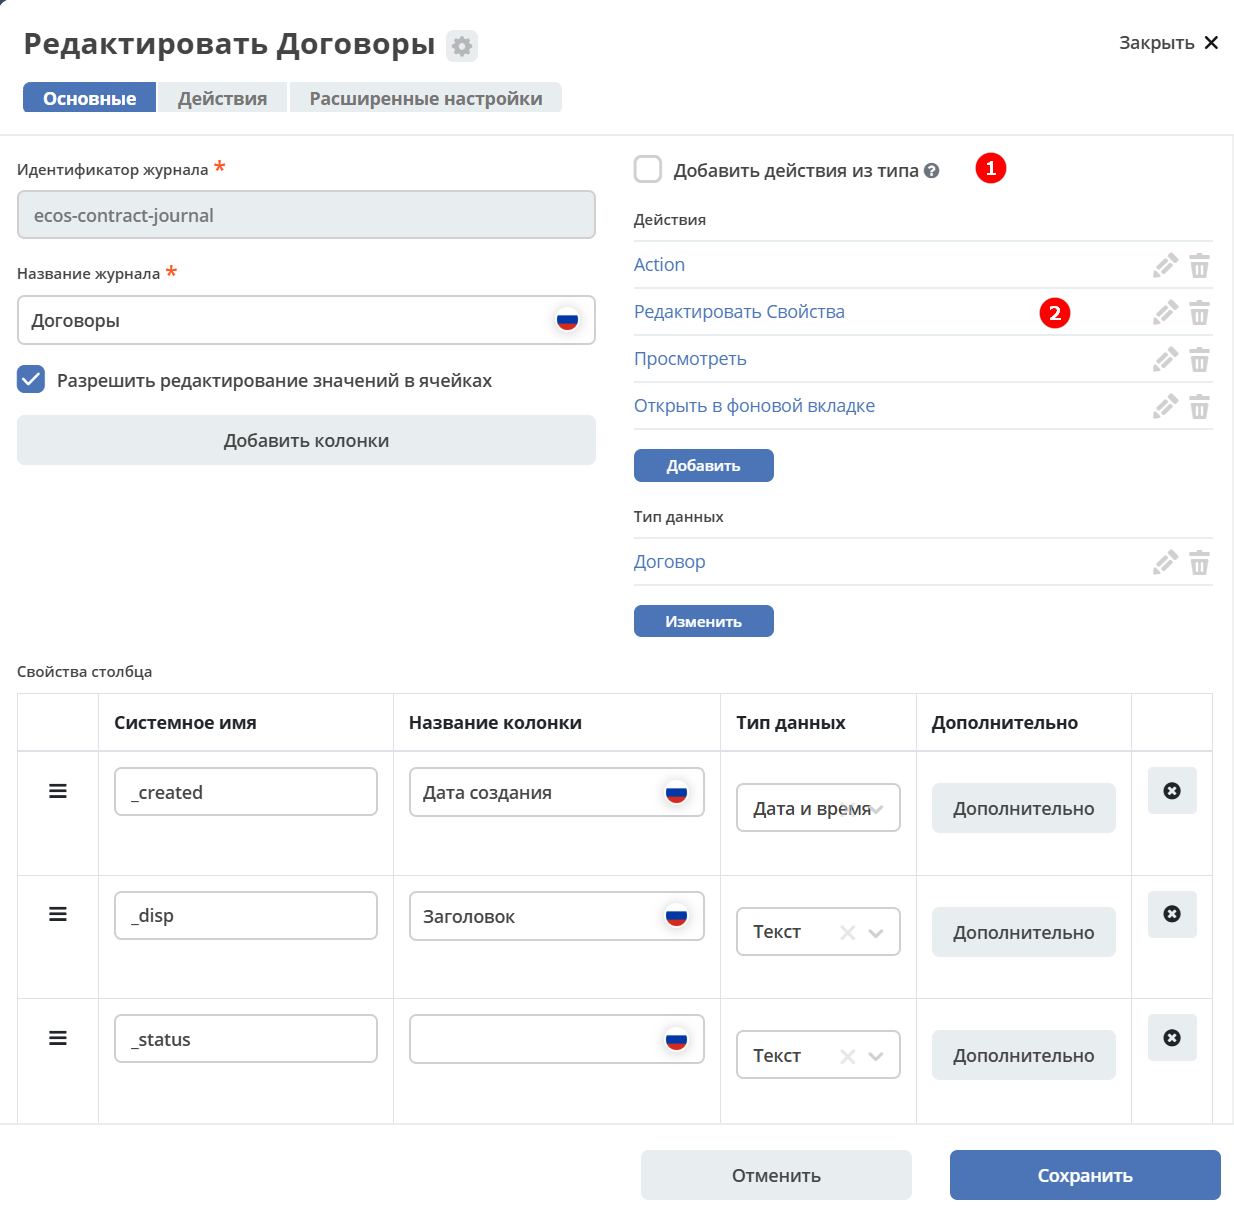 Редактировать Договоры
Закрыть
Основные
Действия
Расширенные настройки
Идентификатор журнала *
ecos-contract-journal
Название журнала *
Договоры
Разрешить редактирование значений в ячейках
Добавить колонки
Добавить действия из типа ?
1
Действия
Action
Редактировать Свойства
2
Просмотреть
Открыть в фоновой вкладке
Добавить
Тип данных
Договор
Изменить
Свойства столбца
Системное имя Название колонки Тип данных Дополнительно
_created Дата создания Дата и время Дополнительно
_disp Заголовок Текст Дополнительно
_status Текст Дополнительно
Отменить
Сохранить